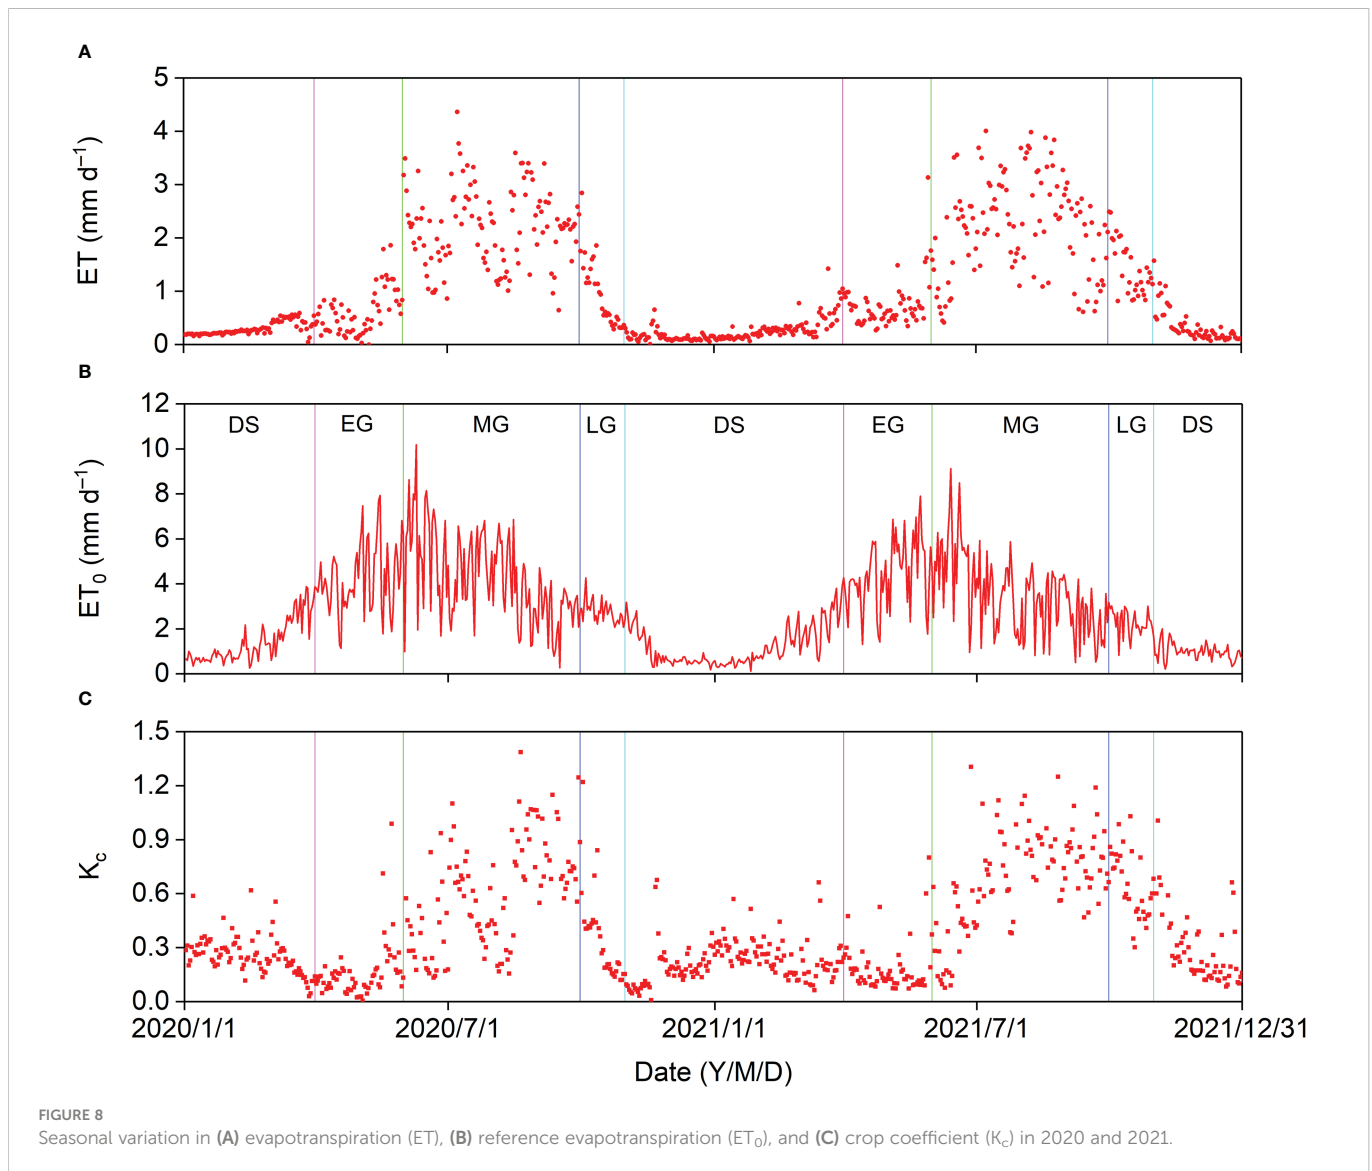 A
5
4
3
2
1
0
ET (mm d⁻¹)
B
12
10
8
6
4
2
0
ET₀ (mm d⁻¹)
DS EG MG LG DS EG MG LG DS
C
1.5
1.2
0.9
0.6
0.3
0.0
Kc
2020/1/1 2020/7/1 2021/1/1 2021/7/1 2021/12/31
Date (Y/M/D)
FIGURE 8
Seasonal variation in (A) evapotranspiration (ET), (B) reference evapotranspiration (ET₀), and (C) crop coefficient (Kc) in 2020 and 2021.